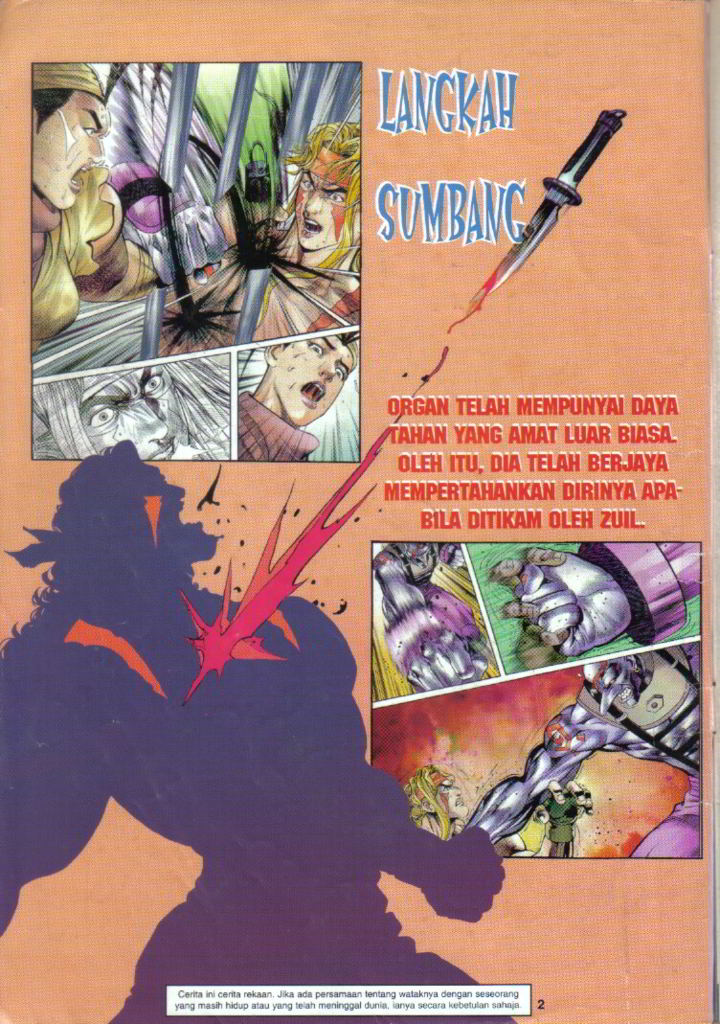 LANGKAH
SUMBANG
ORGAN TELAH MEMPUNYAI DAYA
TAHAN YANG AMAT LUAR BIASA.
OLEH ITU, DIA TELAH BERJAYA
MEMPERTAHANKAN DIRINYA APA-
BILA DITIKAM OLEH ZUIL.
Cerita ini cerita rekaan. Jika ada persamaan tentang wataknya dengan seseorang
yang masih hidup atau yang telah meninggal dunia, ianya secara kebetulan sahaja.
2